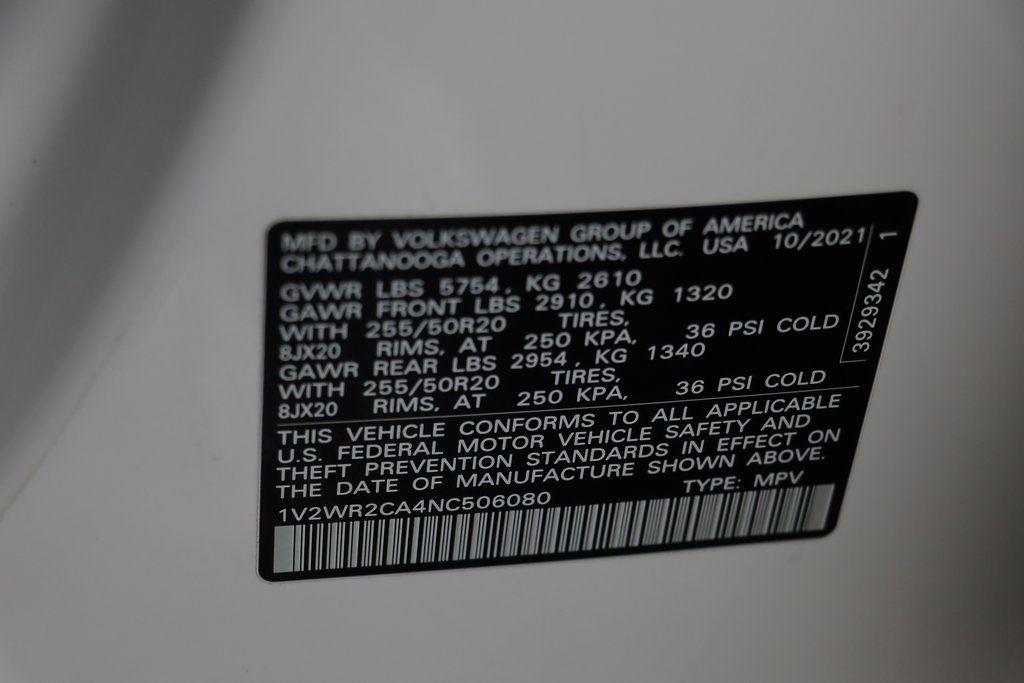 MFD BY VOLKSWAGEN GROUP OF AMERICA
CHATTANOOGA OPERATIONS, LLC. USA 10/2021
GVWR LBS 5754, KG 2610
GAWR FRONT LBS 2910, KG 1320
WITH 255/50R20 TIRES,
8JX20 RIMS, AT 250 KPA, 36 PSI COLD
GAWR REAR LBS 2954, KG 1340
WITH 255/50R20 TIRES,
8JX20 RIMS, AT 250 KPA, 36 PSI COLD
3929342 1
THIS VEHICLE CONFORMS TO ALL APPLICABLE
U.S. FEDERAL MOTOR VEHICLE SAFETY AND
THEFT PREVENTION STANDARDS IN EFFECT ON
THE DATE OF MANUFACTURE SHOWN ABOVE.
1V2WR2CA4NC506080 TYPE: MPV